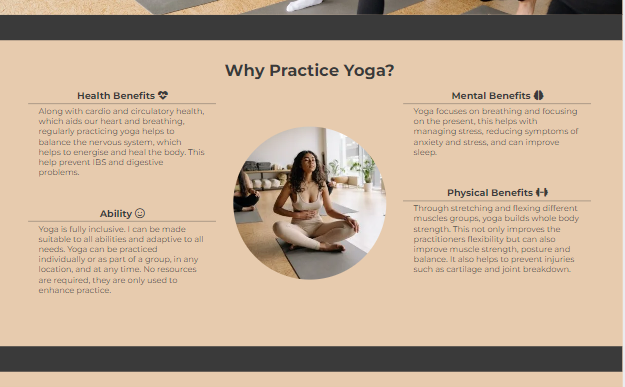 Why Practice Yoga?
Health Benefits
Along with cardio and circulatory health,
which aids our heart and breathing,
regularly practicing yoga helps to
balance the nervous system, which
helps to energise and heal the body. This
help prevent IBS and digestive
problems.
Ability
Yoga is fully inclusive. I can be made
suitable to all abilities and adaptive to all
needs. Yoga can be practiced
individually or as part of a group, in any
location, and at any time. No resources
are required, they are only used to
enhance practice.
Mental Benefits
Yoga focuses on breathing and focusing
on the present, this helps with
managing stress, reducing symptoms of
anxiety and stress, and can improve
sleep.
Physical Benefits
Through stretching and flexing different
muscles groups, yoga builds whole body
strength. This not only improves the
practitioners flexibility but can also
improve muscle strength, posture and
balance. It also helps to prevent injuries
such as cartilage and joint breakdown.